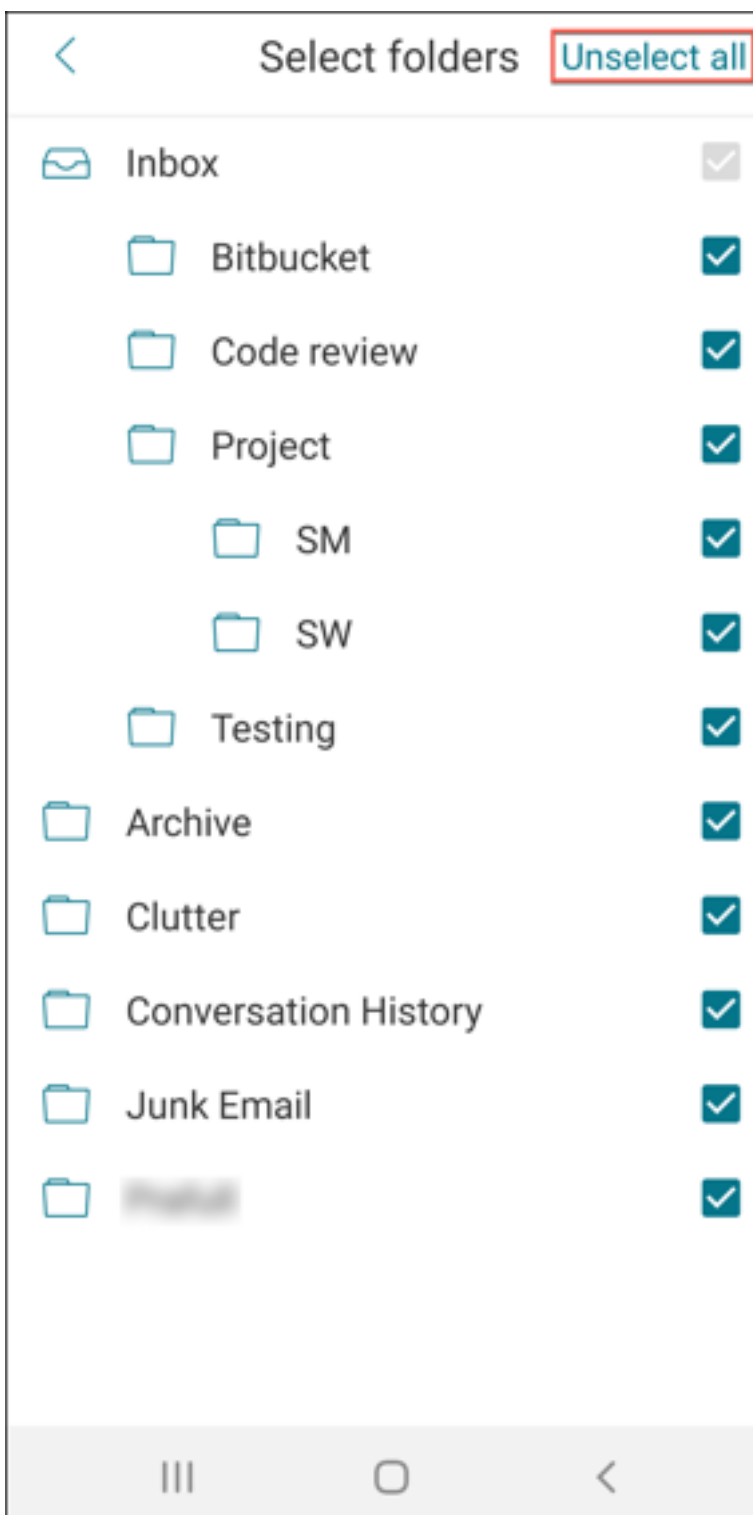 Select folders Unselect all
Inbox
Bitbucket
Code review
Project
SM
SW
Testing
Archive
Clutter
Conversation History
Junk Email